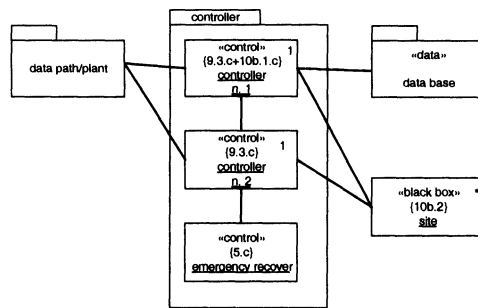 controller
«control» 1
{9.3.c+10b.1.c}
controller
n. 1
data path/plant
«data»
data base
«control» 1
{9.3.c}
controller
n. 2
«black box»
{10b.2}
site
«control»
{5.c}
emergency recover